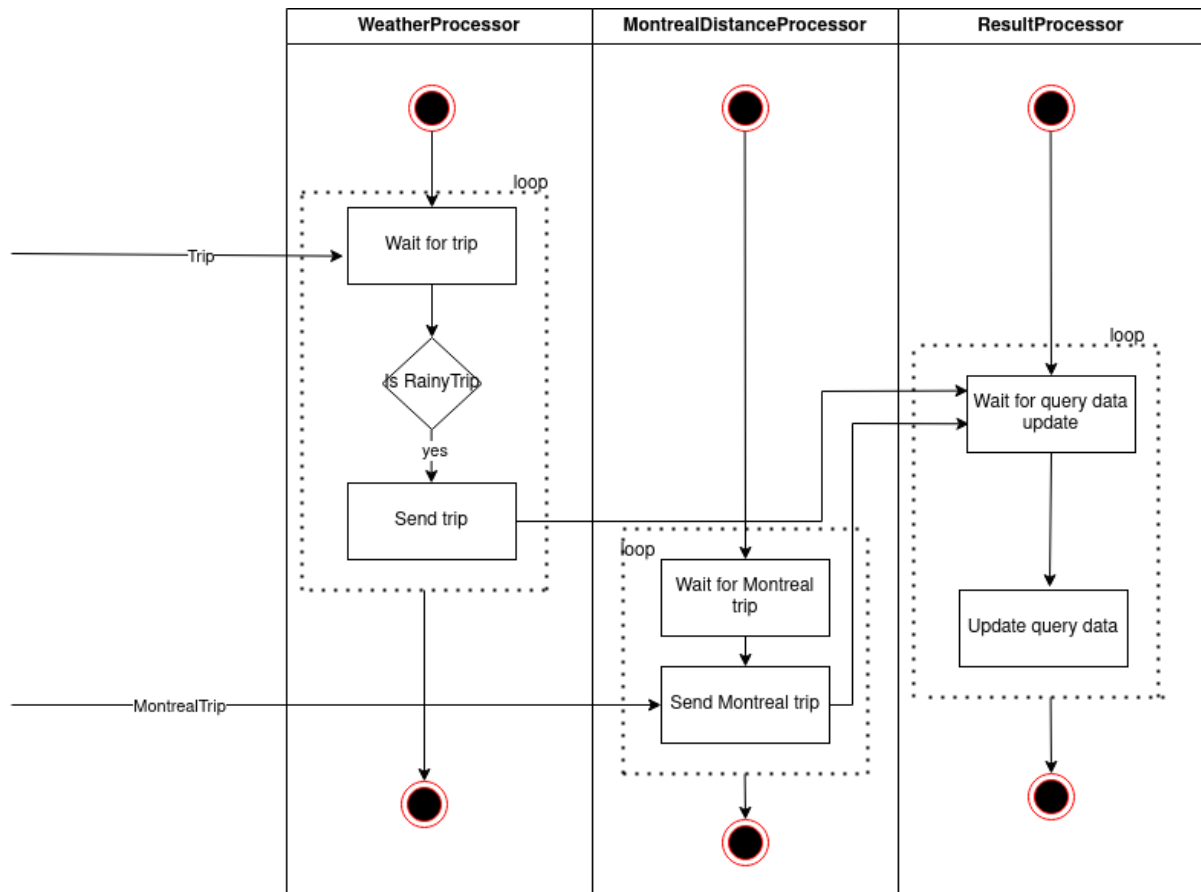 WeatherProcessor
MontrealDistanceProcessor
ResultProcessor
loop
Wait for trip
Trip
Is RainyTrip
yes
Send trip
loop
Wait for query data
update
loop
Wait for Montreal
trip
Update query data
Send Montreal trip
MontrealTrip